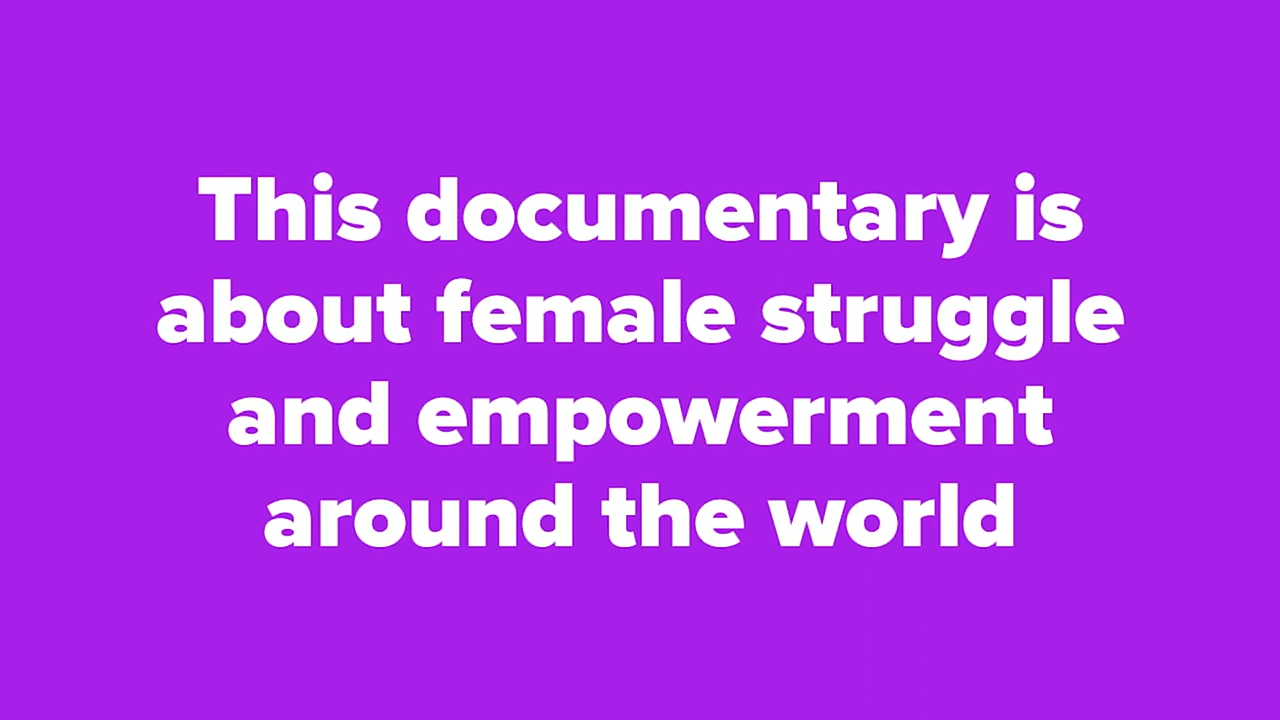 This documentary is
about female struggle
and empowerment
around the world